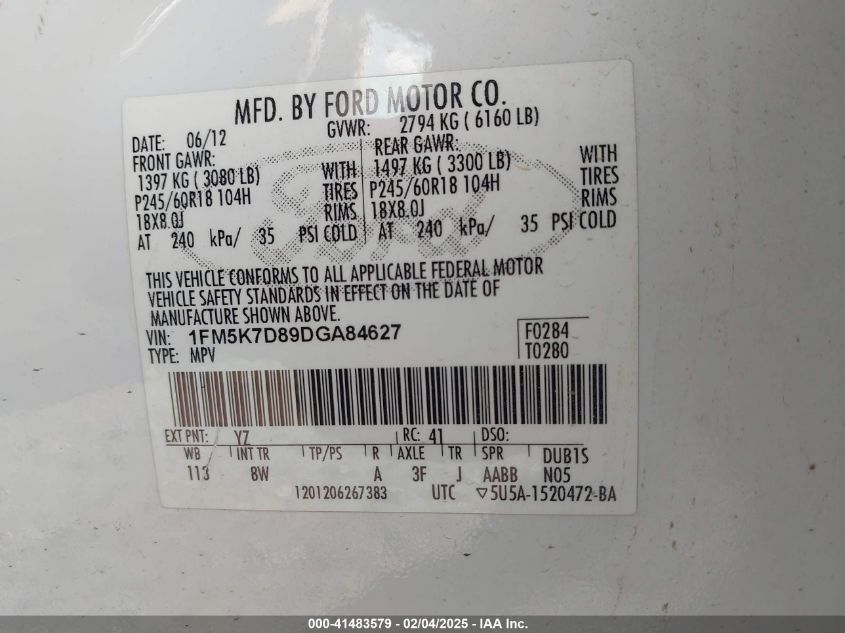 MFD. BY FORD MOTOR CO.
DATE: 06/12 GVWR: 2794 KG ( 6160 LB)
FRONT GAWR: REAR GAWR:
1397 KG ( 3080 LB) WITH 1497 KG ( 3300 LB) WITH
P245/60R18 104H TIRES P245/60R18 104H TIRES
18X8.0J RIMS 18X8.0J RIMS
AT 240 kPa/ 35 PSI COLD AT 240 kPa/ 35 PSI COLD
THIS VEHICLE CONFORMS TO ALL APPLICABLE FEDERAL MOTOR
VEHICLE SAFETY STANDARDS IN EFFECT ON THE DATE OF
MANUFACTURE SHOWN ABOVE.
VIN: 1FM5K7D89DGA84627 F0284
TYPE: MPV T0280
EXT PNT: YZ RC: 41 DSO:
WB INT TR TP/PS R AXLE TR SPR DUB1S
113 8W A 3F J AABB N05
1201206267383 UTC ▽5U5A-1520472-BA
000-41483579 - 02/04/2025 - IAA Inc.